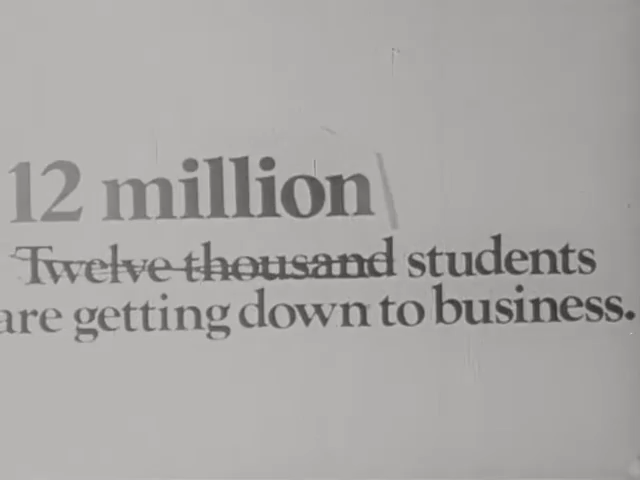 12 million
Twelve thousand students
are getting down to business.